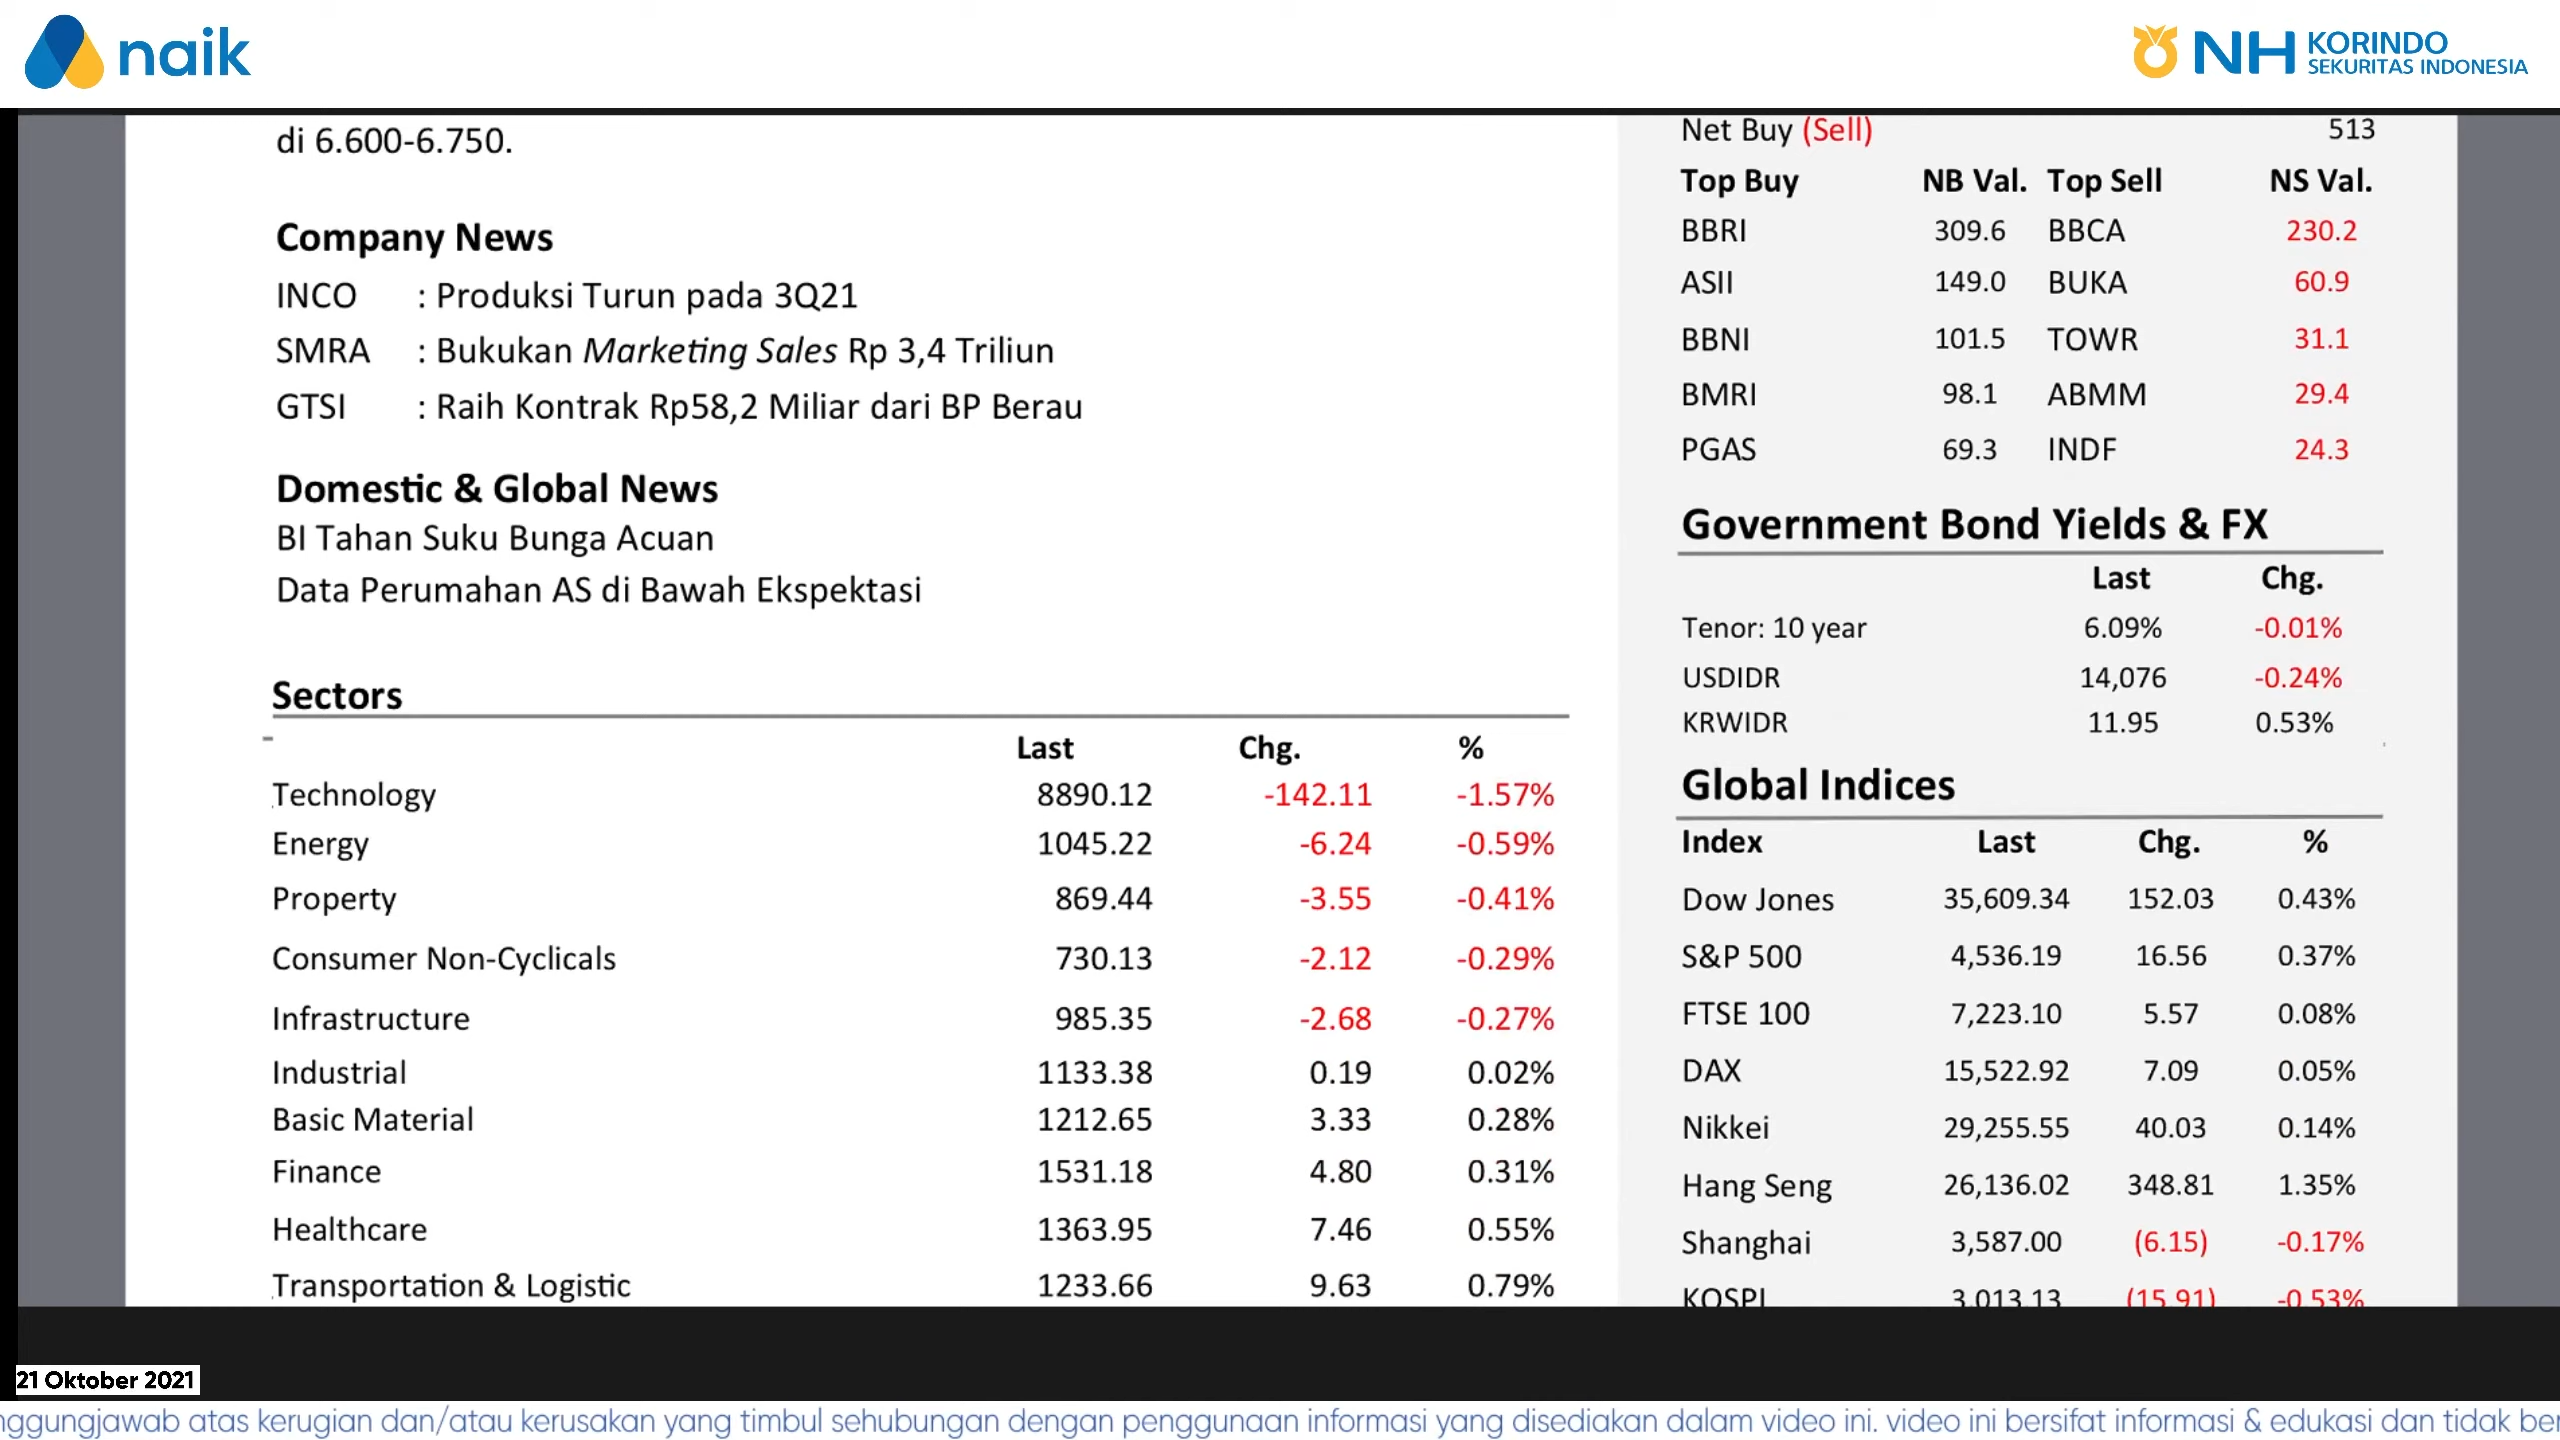 naik
NH KORINDO SEKURITAS INDONESIA
di 6.600-6.750.
Company News
INCO : Produksi Turun pada 3Q21
SMRA : Bukukan Marketing Sales Rp 3,4 Triliun
GTSI : Raih Kontrak Rp58,2 Miliar dari BP Berau
Domestic & Global News
BI Tahan Suku Bunga Acuan
Data Perumahan AS di Bawah Ekspektasi
Sectors
Last Chg. %
Technology 8890.12 -142.11 -1.57%
Energy 1045.22 -6.24 -0.59%
Property 869.44 -3.55 -0.41%
Consumer Non-Cyclicals 730.13 -2.12 -0.29%
Infrastructure 985.35 -2.68 -0.27%
Industrial 1133.38 0.19 0.02%
Basic Material 1212.65 3.33 0.28%
Finance 1531.18 4.80 0.31%
Healthcare 1363.95 7.46 0.55%
Transportation & Logistic 1233.66 9.63 0.79%
Net Buy (Sell) 513
Top Buy NB Val. Top Sell NS Val.
BBRI 309.6 BBCA 230.2
ASII 149.0 BUKA 60.9
BBNI 101.5 TOWR 31.1
BMRI 98.1 ABMM 29.4
PGAS 69.3 INDF 24.3
Government Bond Yields & FX
Last Chg.
Tenor: 10 year 6.09% -0.01%
USDIDR 14,076 -0.24%
KRWIDR 11.95 0.53%
Global Indices
Index Last Chg. %
Dow Jones 35,609.34 152.03 0.43%
S&P 500 4,536.19 16.56 0.37%
FTSE 100 7,223.10 5.57 0.08%
DAX 15,522.92 7.09 0.05%
Nikkei 29,255.55 40.03 0.14%
Hang Seng 26,136.02 348.81 1.35%
Shanghai 3,587.00 (6.15) -0.17%
KOSPI 3,013.13 (15.91) -0.53%
21 Oktober 2021
nggungjawab atas kerugian dan/atau kerusakan yang timbul sehubungan dengan penggunaan informasi yang disediakan dalam video ini. video ini bersifat informasi & edukasi dan tidak ber